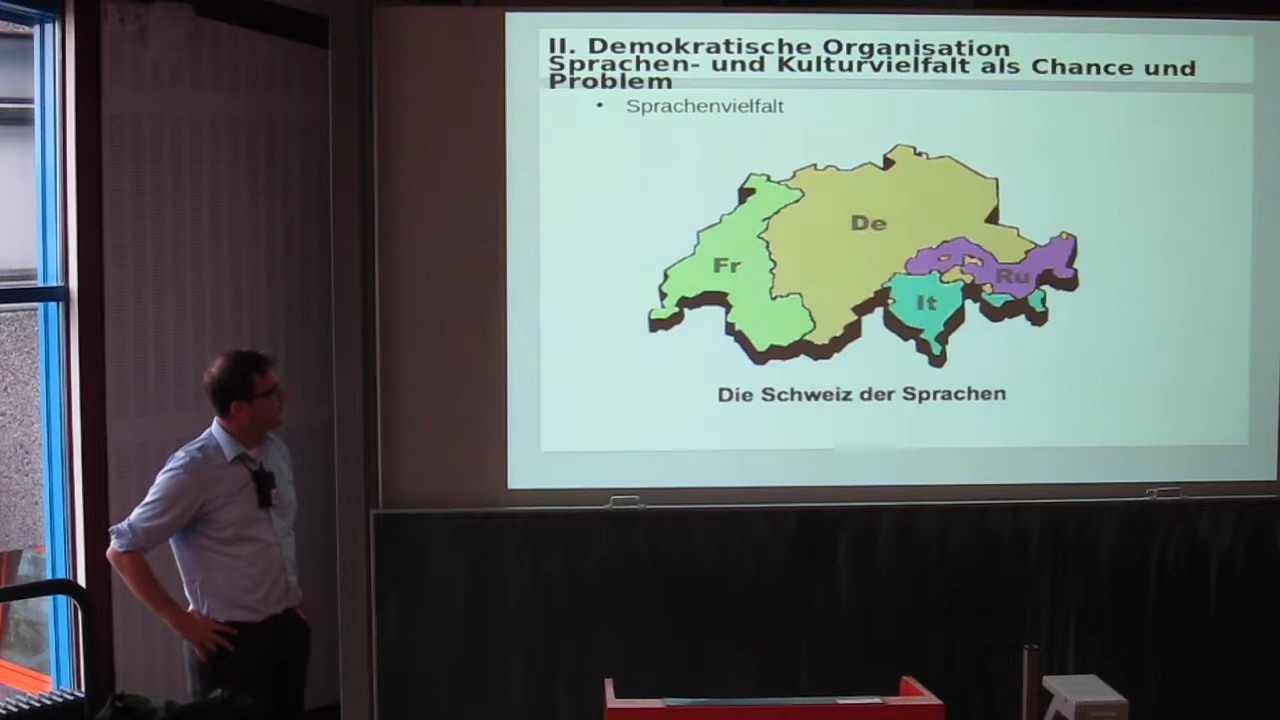 II. Demokratische Organisation
Sprachen- und Kulturvielfalt als Chance und
Problem
• Sprachenvielfalt
De
Fr
Ru
It
Die Schweiz der Sprachen